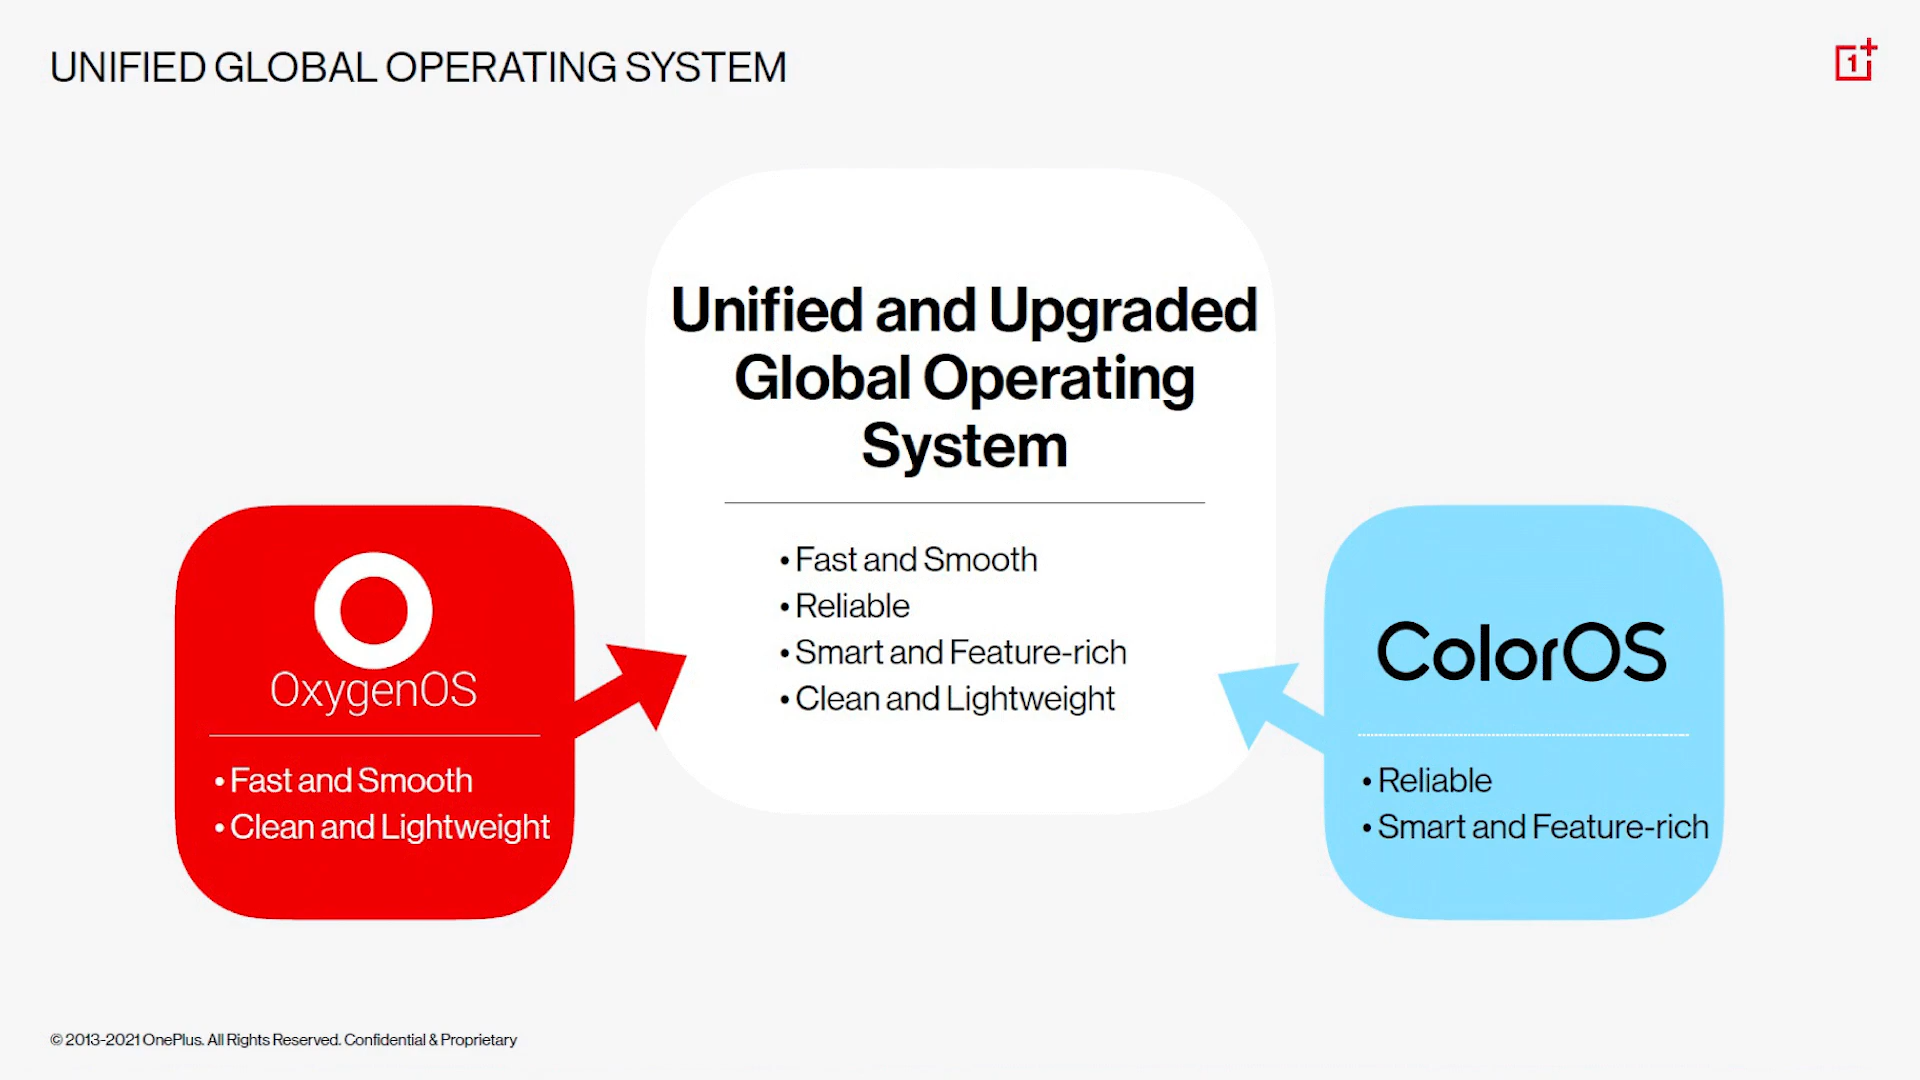 UNIFIED GLOBAL OPERATING SYSTEM
1+
Unified and Upgraded
Global Operating
System
• Fast and Smooth
• Reliable
• Smart and Feature-rich
• Clean and Lightweight
OxygenOS
• Fast and Smooth
• Clean and Lightweight
ColorOS
• Reliable
• Smart and Feature-rich
© 2013-2021 OnePlus. All Rights Reserved. Confidential & Proprietary